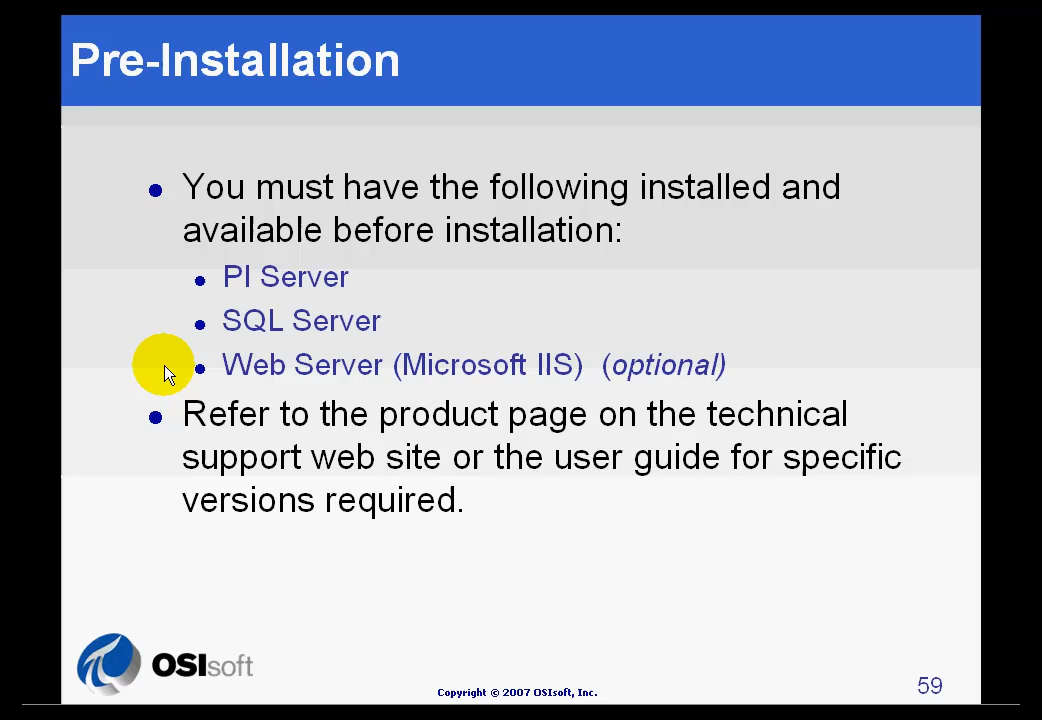 Pre-Installation
You must have the following installed and
available before installation:
PI Server
SQL Server
Web Server (Microsoft IIS) (optional)
Refer to the product page on the technical
support web site or the user guide for specific
versions required.
OSIsoft
Copyright © 2007 OSIsoft, Inc.
59